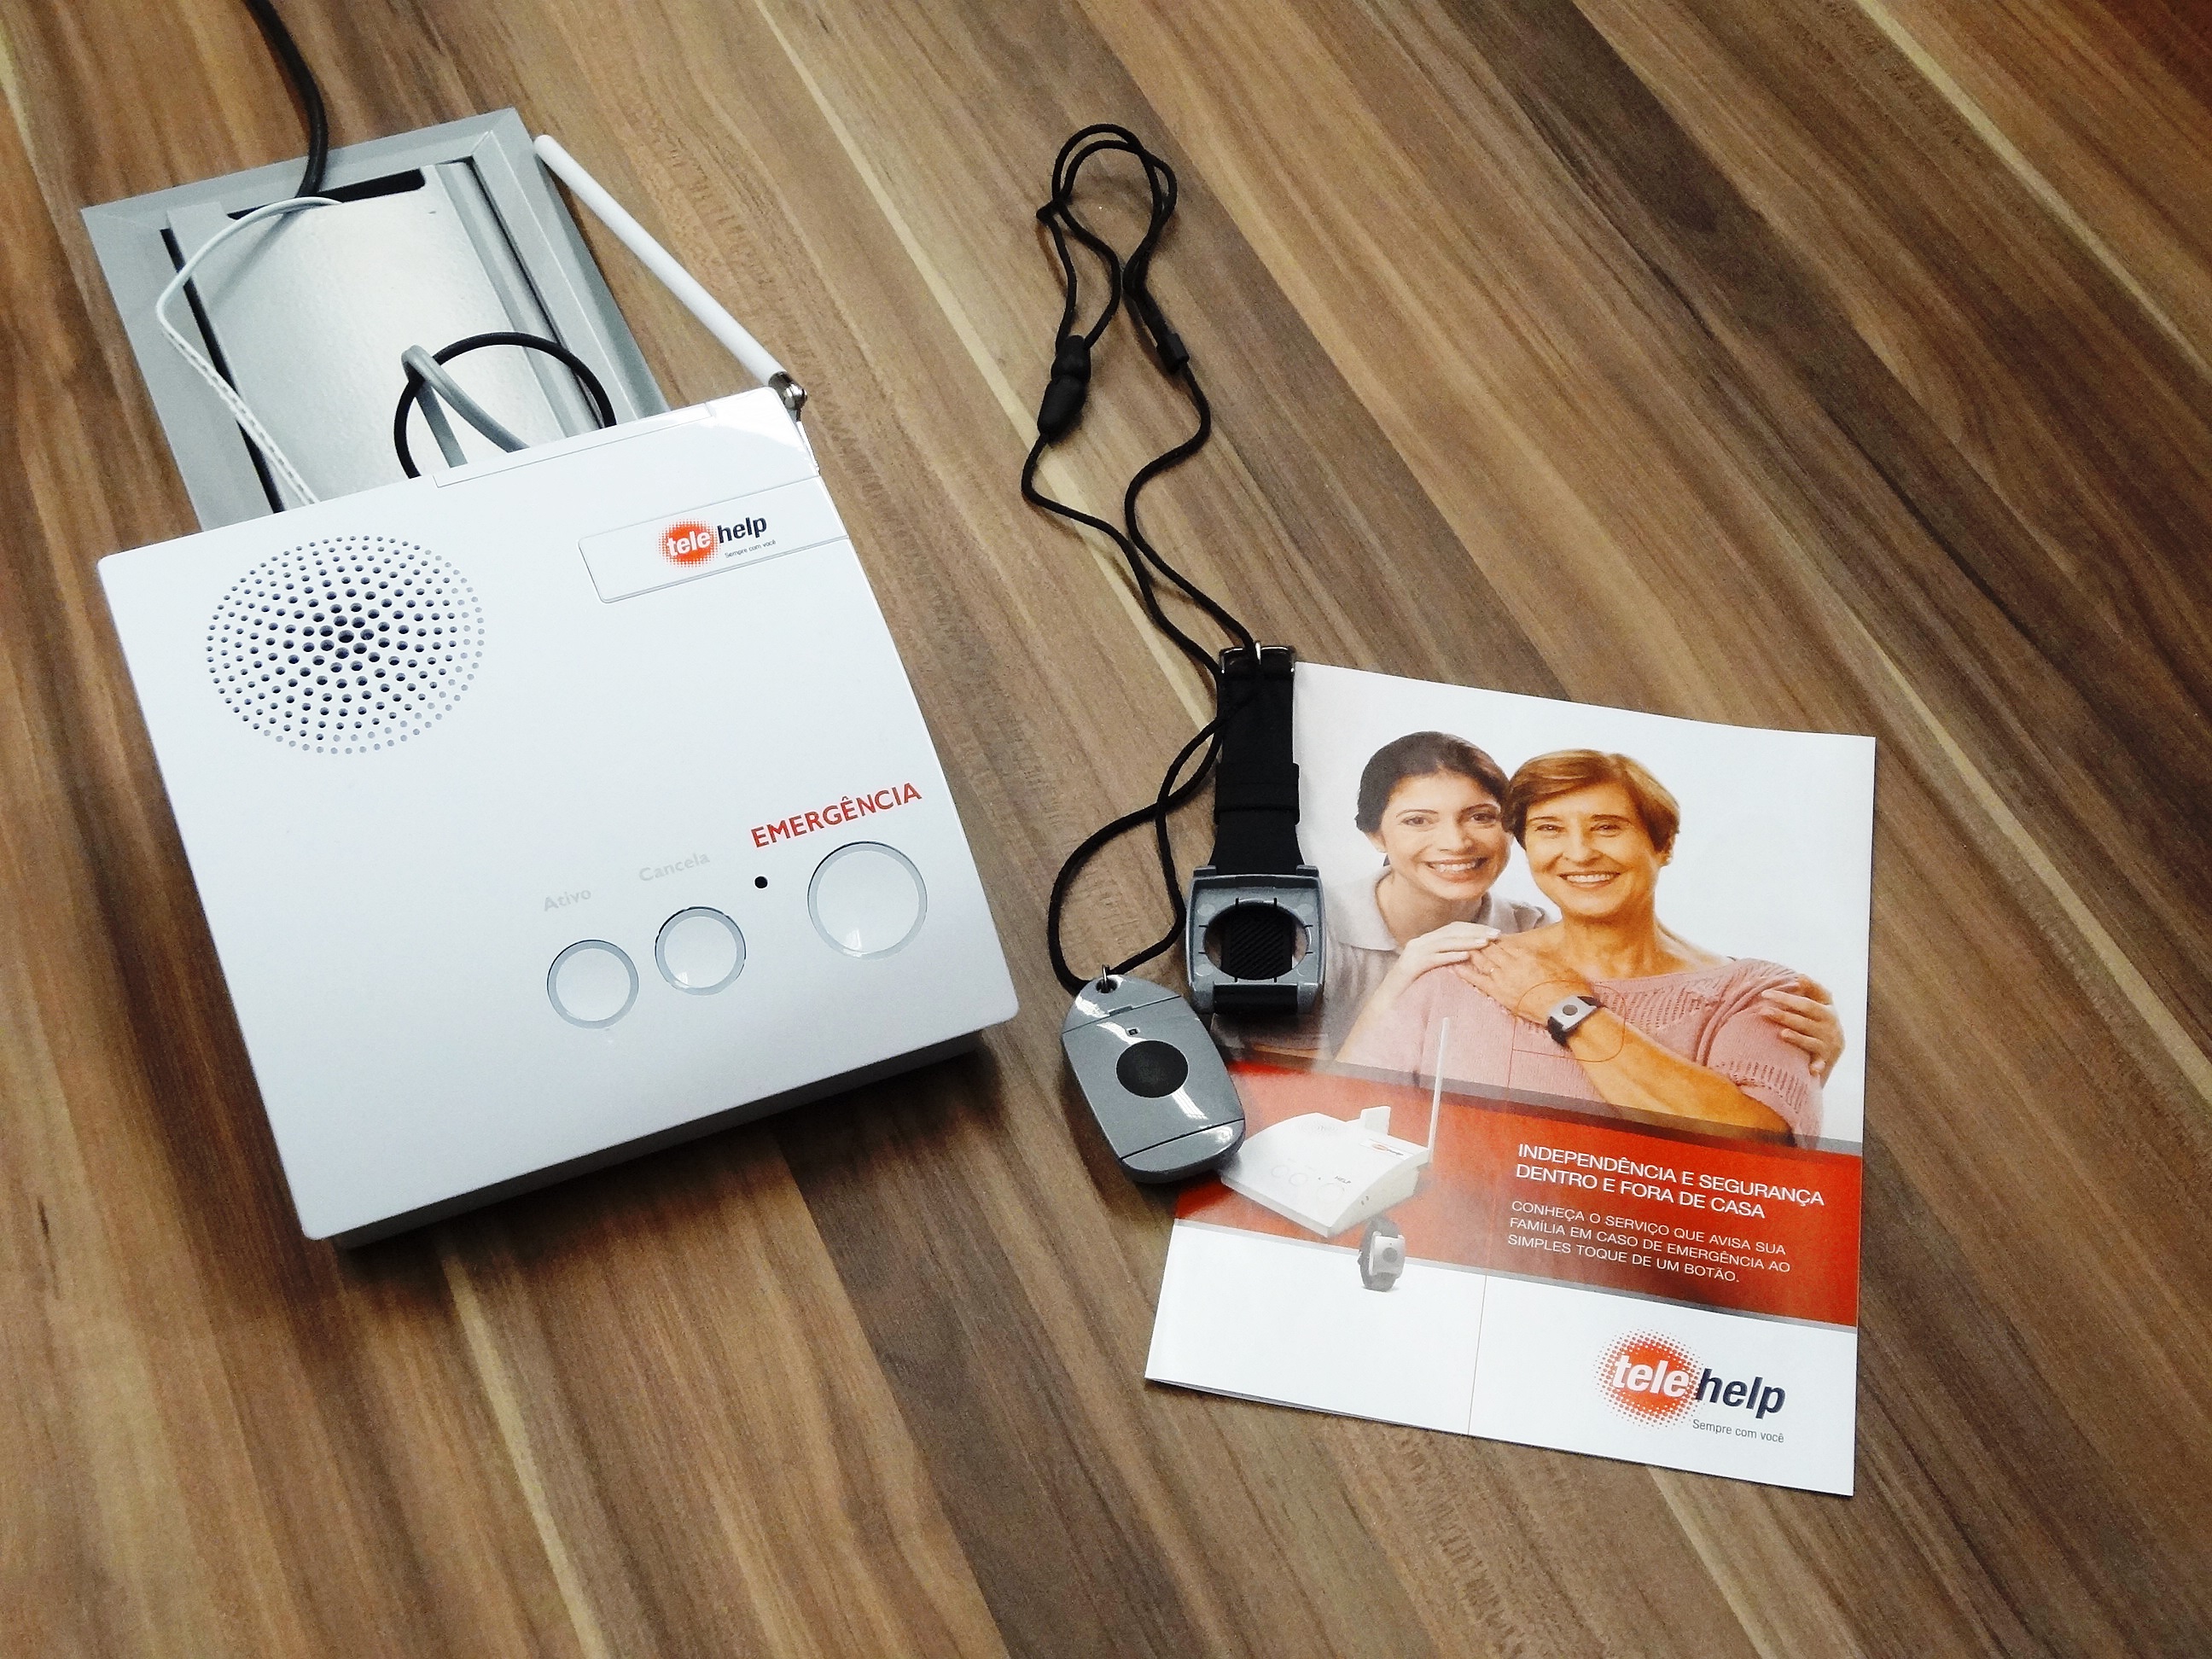 tele help
Sempre com você
EMERGÊNCIA
Cancela
Ativo
INDEPENDÊNCIA E SEGURANÇA
DENTRO E FORA DE CASA
CONHEÇA O SERVIÇO QUE AVISA SUA
FAMÍLIA EM CASO DE EMERGÊNCIA AO
SIMPLES TOQUE DE UM BOTÃO.
tele help
Sempre com você